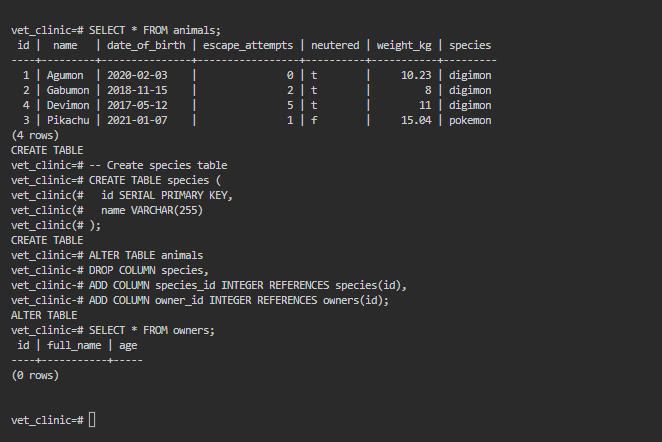 vet_clinic=# SELECT * FROM animals;
 id |  name   | date_of_birth | escape_attempts | neutered | weight_kg | species
----+---------+---------------+-----------------+----------+-----------+---------
  1 | Agumon  | 2020-02-03    |               0 | t        |     10.23 | digimon
  2 | Gabumon | 2018-11-15    |               2 | t        |         8 | digimon
  4 | Devimon | 2017-05-12    |               5 | t        |        11 | digimon
  3 | Pikachu | 2021-01-07    |               1 | f        |     15.04 | pokemon
(4 rows)
CREATE TABLE
vet_clinic=# -- Create species table
vet_clinic=# CREATE TABLE species (
vet_clinic(#   id SERIAL PRIMARY KEY,
vet_clinic(#   name VARCHAR(255)
vet_clinic(# );
CREATE TABLE
vet_clinic=# ALTER TABLE animals
vet_clinic-# DROP COLUMN species,
vet_clinic-# ADD COLUMN species_id INTEGER REFERENCES species(id),
vet_clinic-# ADD COLUMN owner_id INTEGER REFERENCES owners(id);
ALTER TABLE
vet_clinic=# SELECT * FROM owners;
 id | full_name | age
----+-----------+-----
(0 rows)
vet_clinic=#